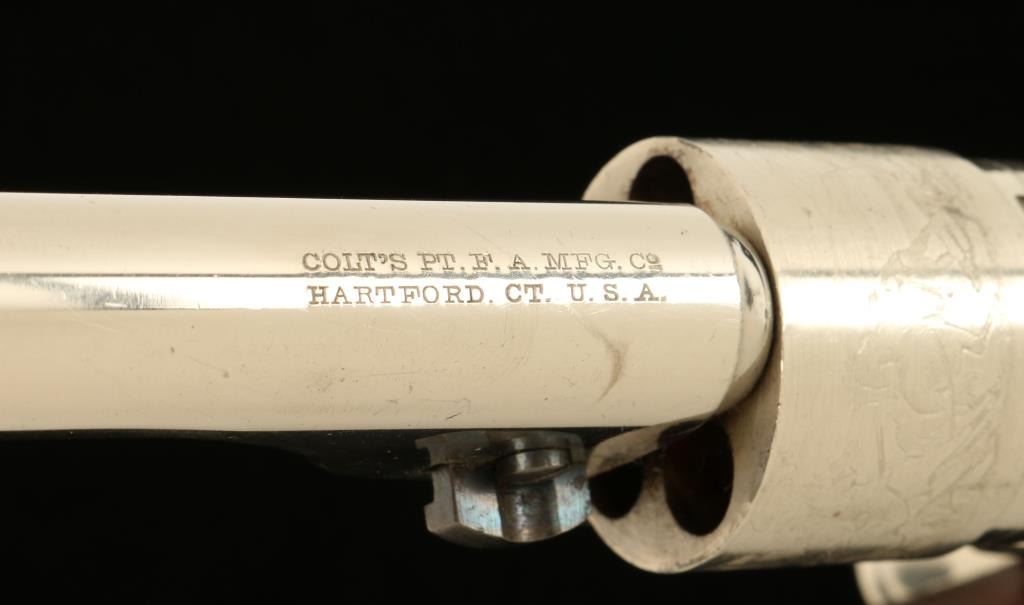 COLT'S PT. F. A. MFG. Co
HARTFORD. CT. U. S. A.